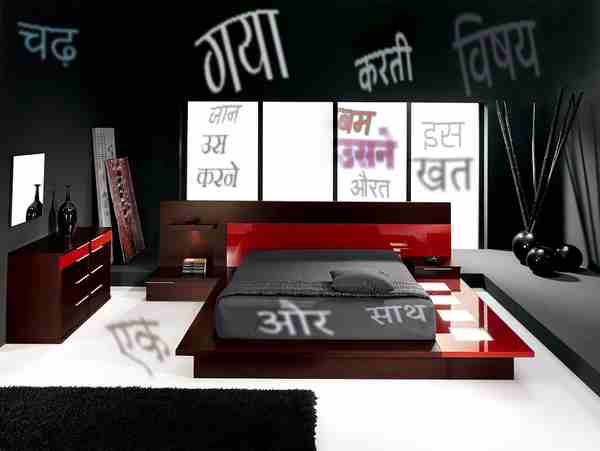 चढ़ गया करती विषय
जान बम इस
उस उसने खत
करने औरत
और साथ
एक